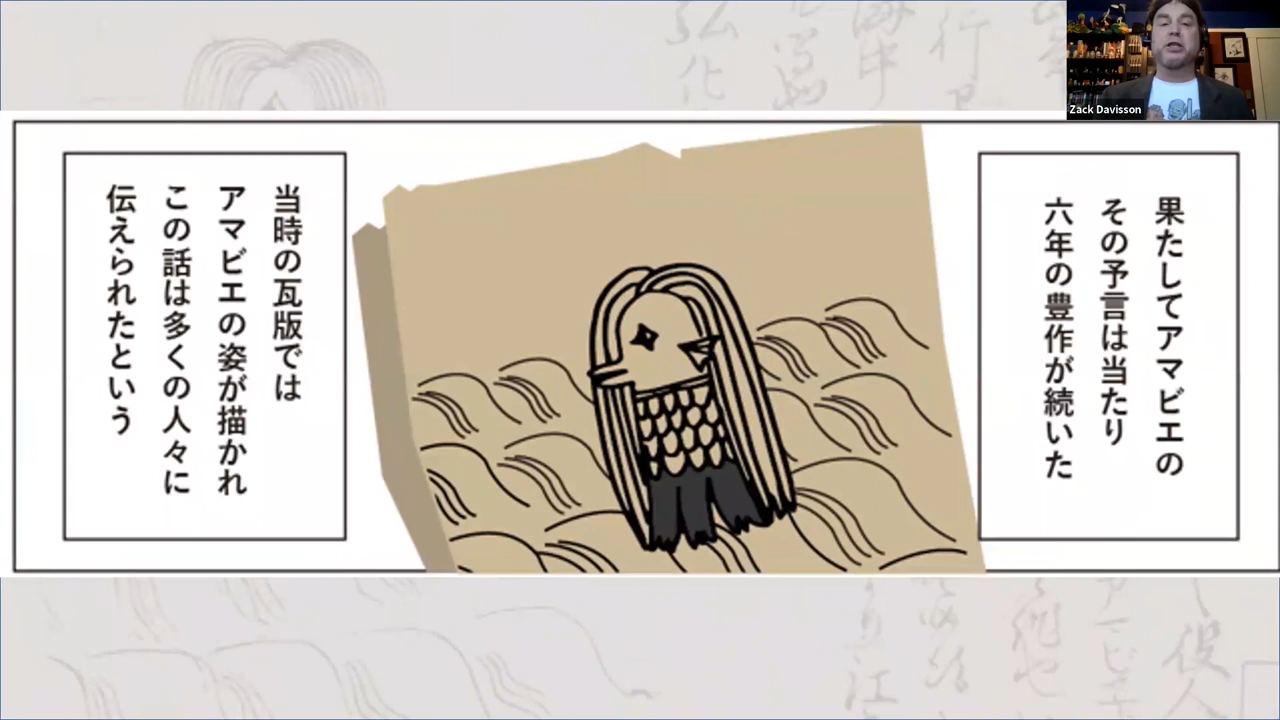 果たしてアマビエの
その予言は当たり
六年の豊作が続いた
当時の瓦版では
アマビエの姿が描かれ
この話は多くの人々に
伝えられたという
Zack Davisson